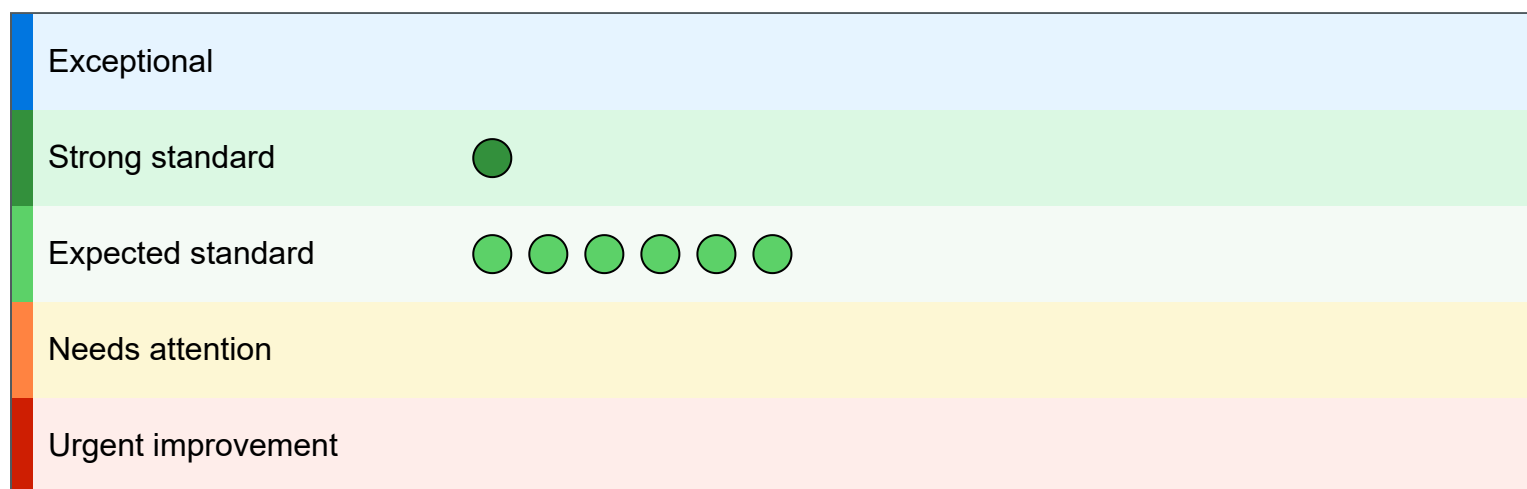 Exceptional
Strong standard
Expected standard
Needs attention
Urgent improvement